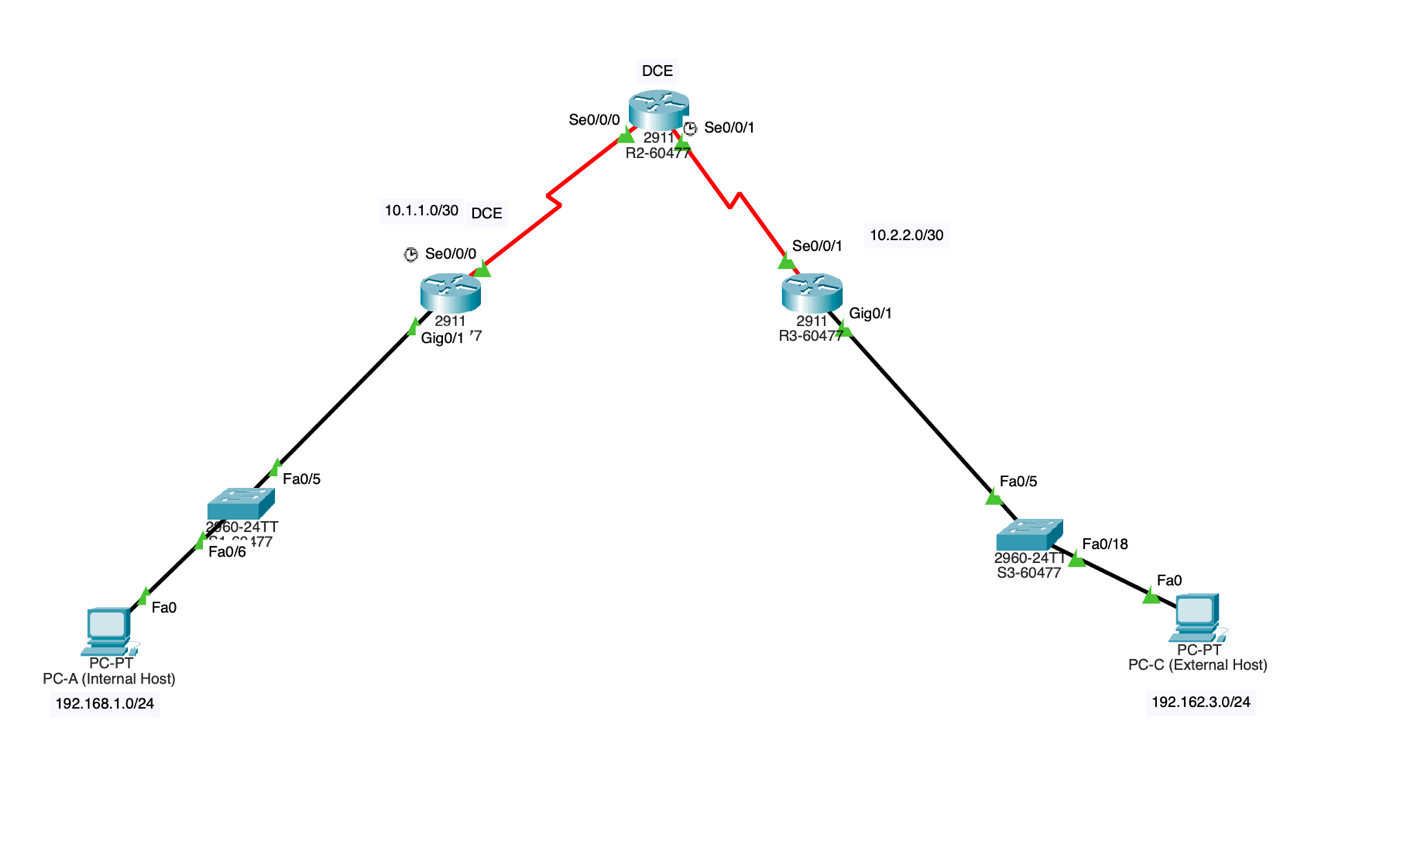 DCE
Se0/0/0
Se0/0/1
2911
R2-60477
10.1.1.0/30
DCE
10.2.2.0/30
Se0/0/0
Se0/0/1
2911
Gig0/1
77
2911
R3-60477
Gig0/1
Fa0/5
Fa0/5
2960-24TT
Fa0/6
2960-24TT
S3-60477
Fa0/18
Fa0
Fa0
PC-PT
PC-A (Internal Host)
192.168.1.0/24
PC-PT
PC-C (External Host)
192.162.3.0/24